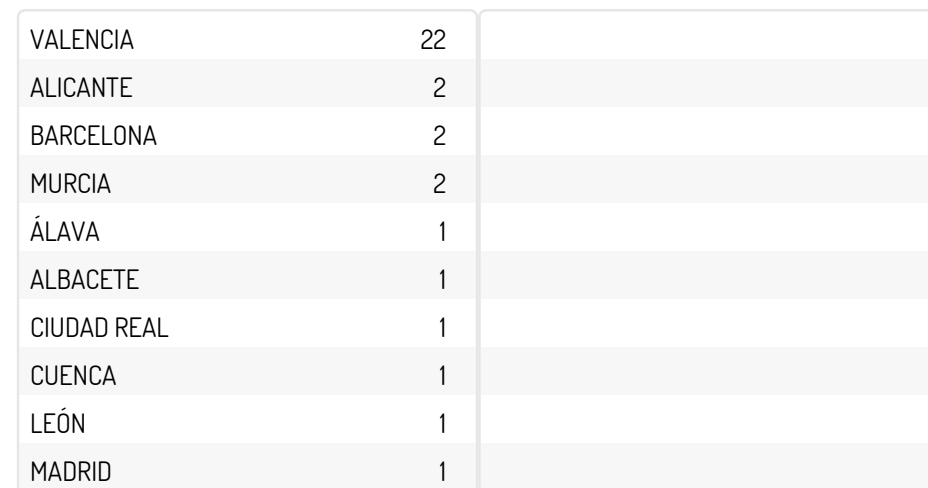 VALENCIA 22
ALICANTE 2
BARCELONA 2
MURCIA 2
ÁLAVA 1
ALBACETE 1
CIUDAD REAL 1
CUENCA 1
LEÓN 1
MADRID 1